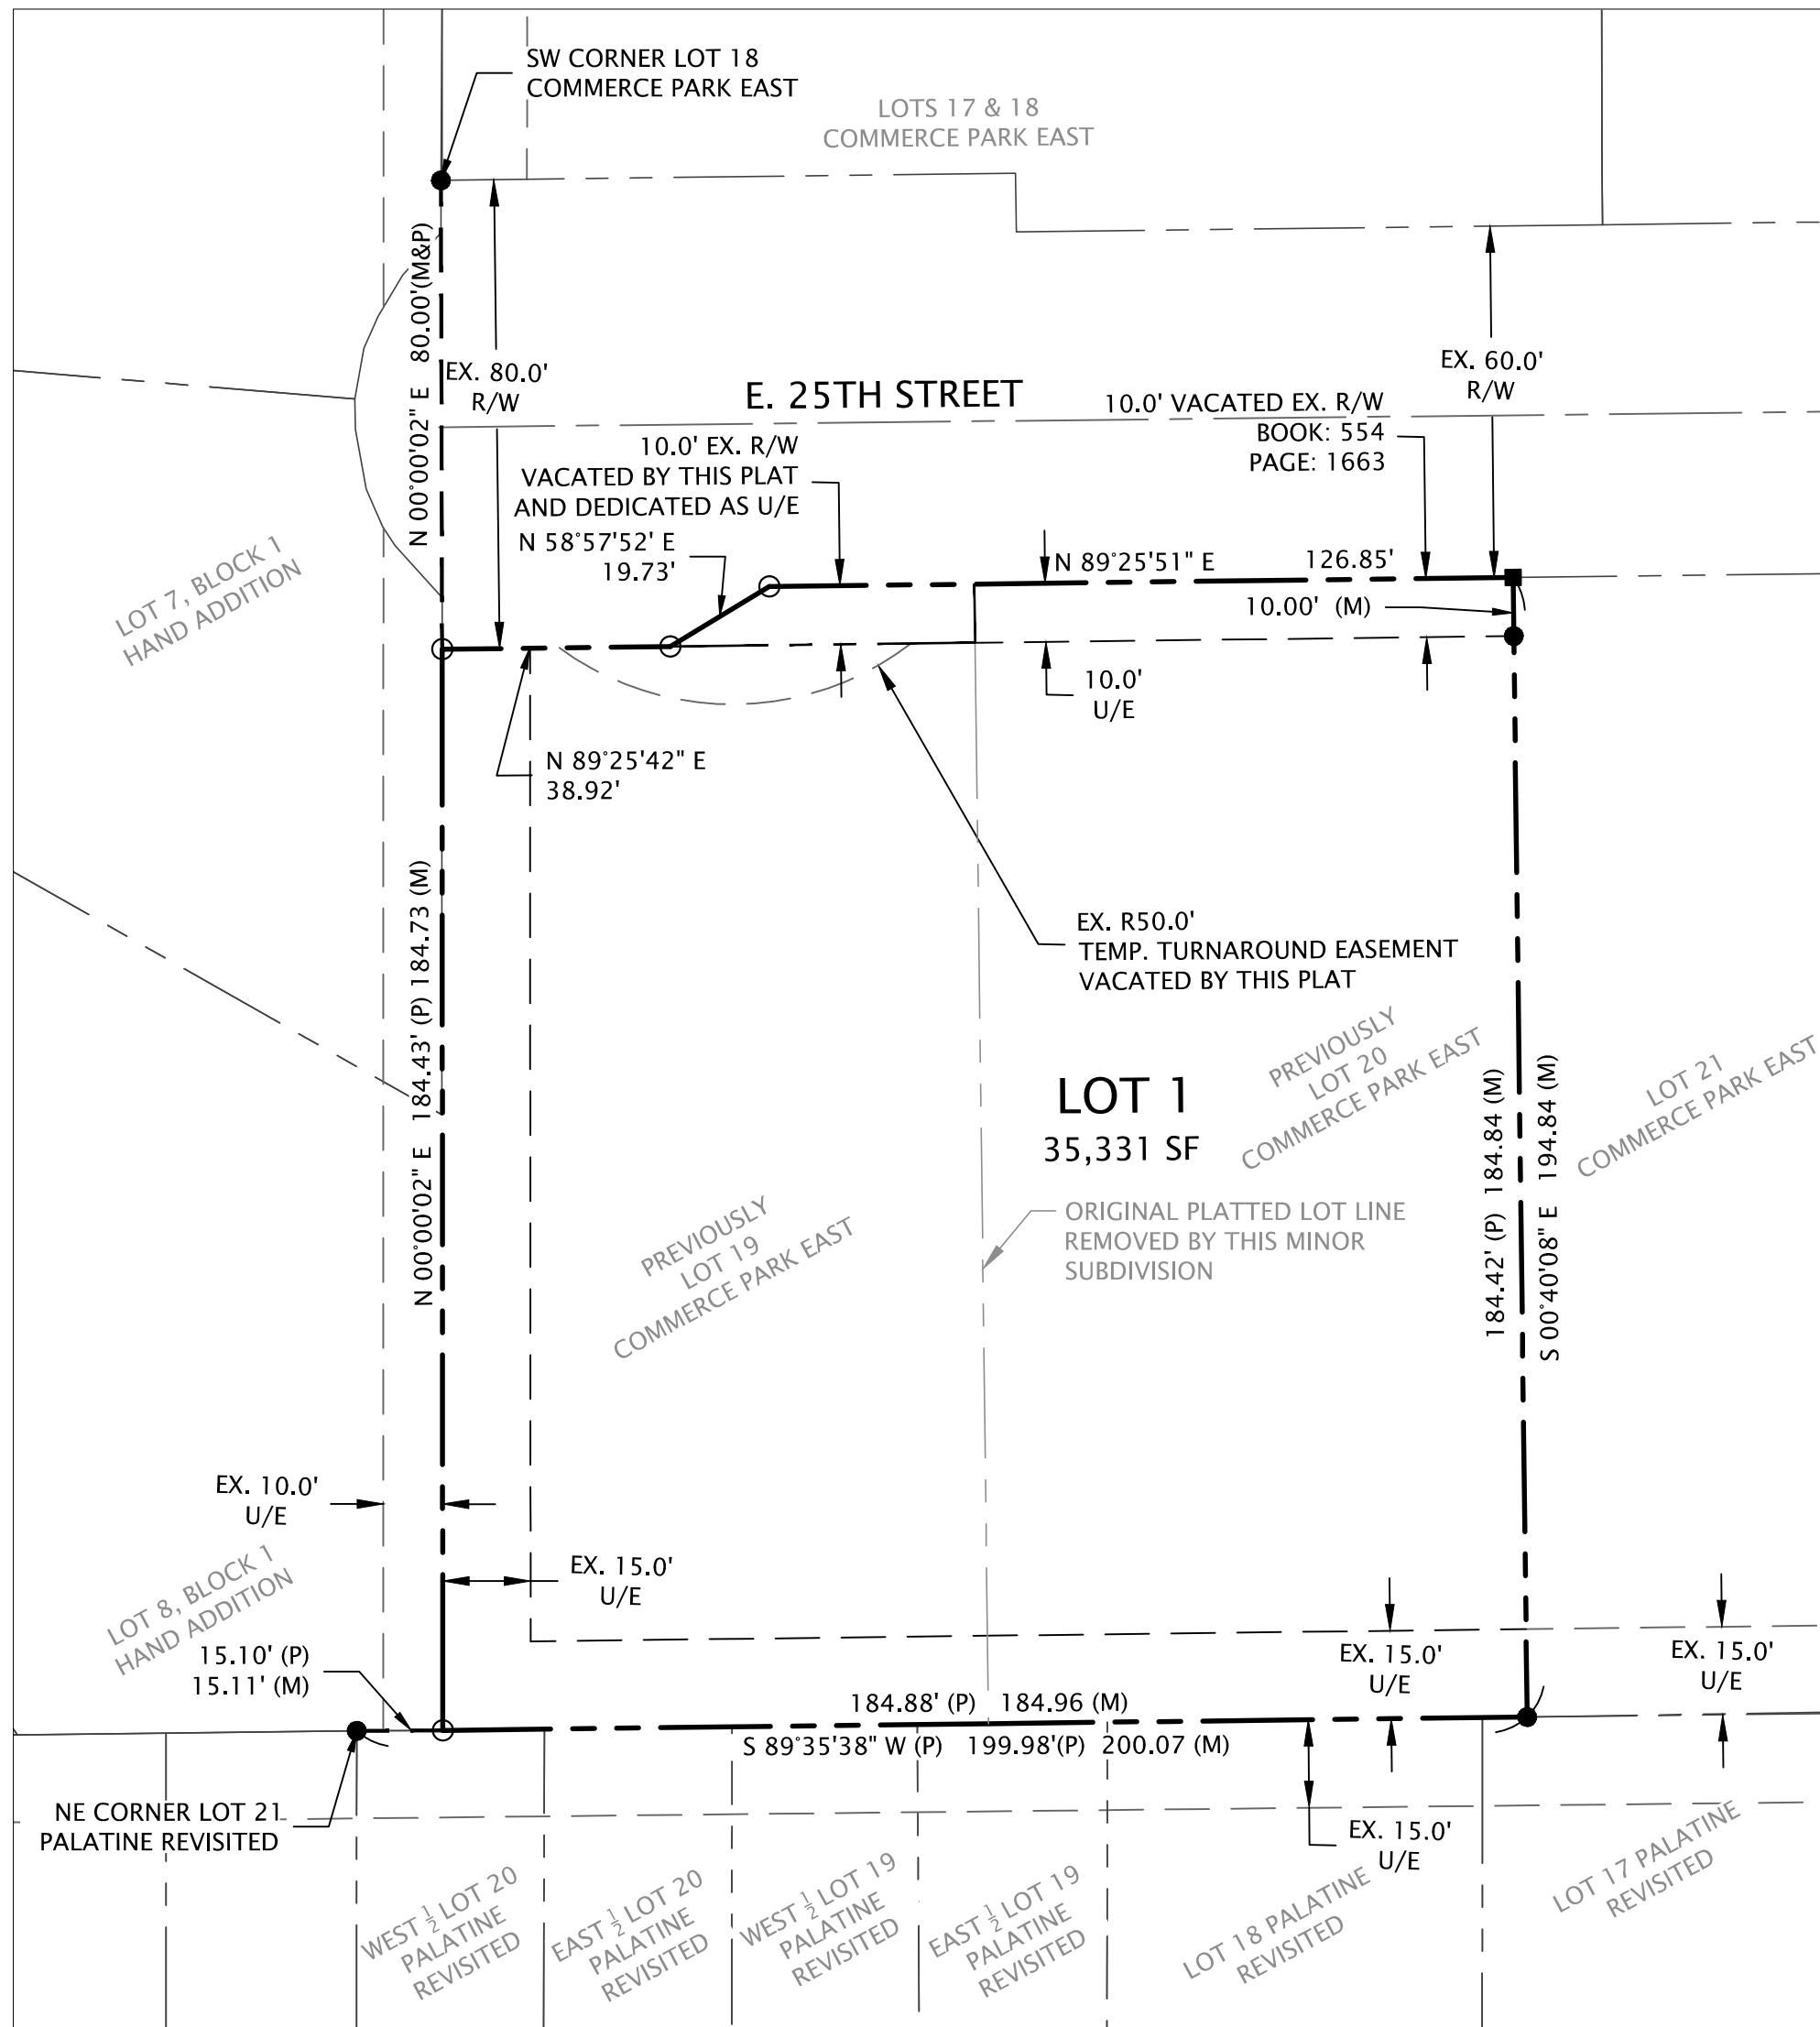 SW CORNER LOT 18
COMMERCE PARK EAST
LOTS 17 & 18
COMMERCE PARK EAST
N 00°00'02" E 80.00'(M&P)
EX. 80.0'
R/W
E. 25TH STREET
EX. 60.0'
R/W
10.0' VACATED EX. R/W
BOOK: 554
PAGE: 1663
10.0' EX. R/W
VACATED BY THIS PLAT
AND DEDICATED AS U/E
N 58°57'52' E
19.73'
N 89°25'51" E 126.85'
10.00' (M)
LOT 7, BLOCK 1
HAND ADDITION
10.0'
U/E
N 89°25'42" E
38.92'
EX. R50.0'
TEMP. TURNAROUND EASEMENT
VACATED BY THIS PLAT
N 00°00'02" E 184.43' (P) 184.73 (M)
LOT 1
35,331 SF
PREVIOUSLY
LOT 20
COMMERCE PARK EAST
184.42' (P) 184.84 (M)
S 00°40'08" E 194.84 (M)
LOT 21
COMMERCE PARK EAST
PREVIOUSLY
LOT 19
COMMERCE PARK EAST
ORIGINAL PLATTED LOT LINE
REMOVED BY THIS MINOR
SUBDIVISION
EX. 10.0'
U/E
EX. 15.0'
U/E
LOT 8, BLOCK 1
HAND ADDITION
15.10' (P)
15.11' (M)
EX. 15.0'
U/E
EX. 15.0'
U/E
184.88' (P) 184.96 (M)
S 89°35'38" W (P) 199.98'(P) 200.07 (M)
NE CORNER LOT 21
PALATINE REVISITED
EX. 15.0'
U/E
WEST ½ LOT 20
PALATINE
REVISITED
EAST ½ LOT 20
PALATINE
REVISITED
WEST ½ LOT 19
PALATINE
REVISITED
EAST ½ LOT 19
PALATINE
REVISITED
LOT 18 PALATINE
REVISITED
LOT 17 PALATINE
REVISITED